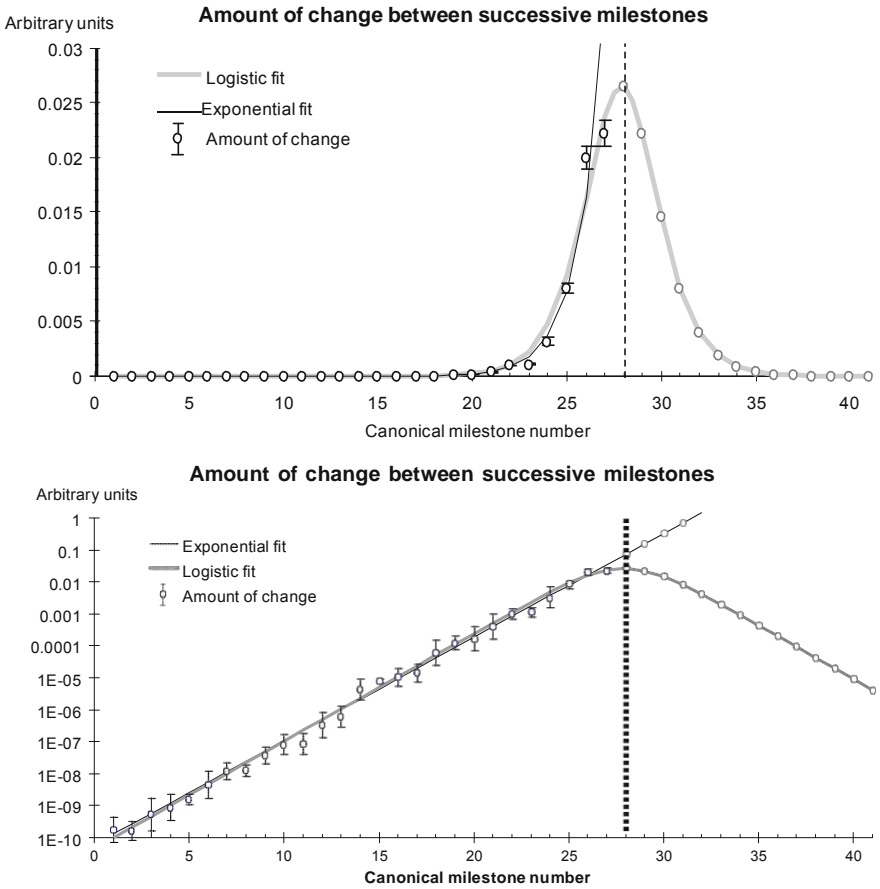 Amount of change between successive milestones
Arbitrary units
0.03
0.025
0.02
0.015
0.01
0.005
0
Logistic fit
Exponential fit
Amount of change
0 5 10 15 20 25 30 35 40
Canonical milestone number
Amount of change between successive milestones
Arbitrary units
1
0.1
0.01
0.001
0.0001
1E-05
1E-06
1E-07
1E-08
1E-09
1E-10
Exponential fit
Logistic fit
Amount of change
0 5 10 15 20 25 30 35 40
Canonical milestone number